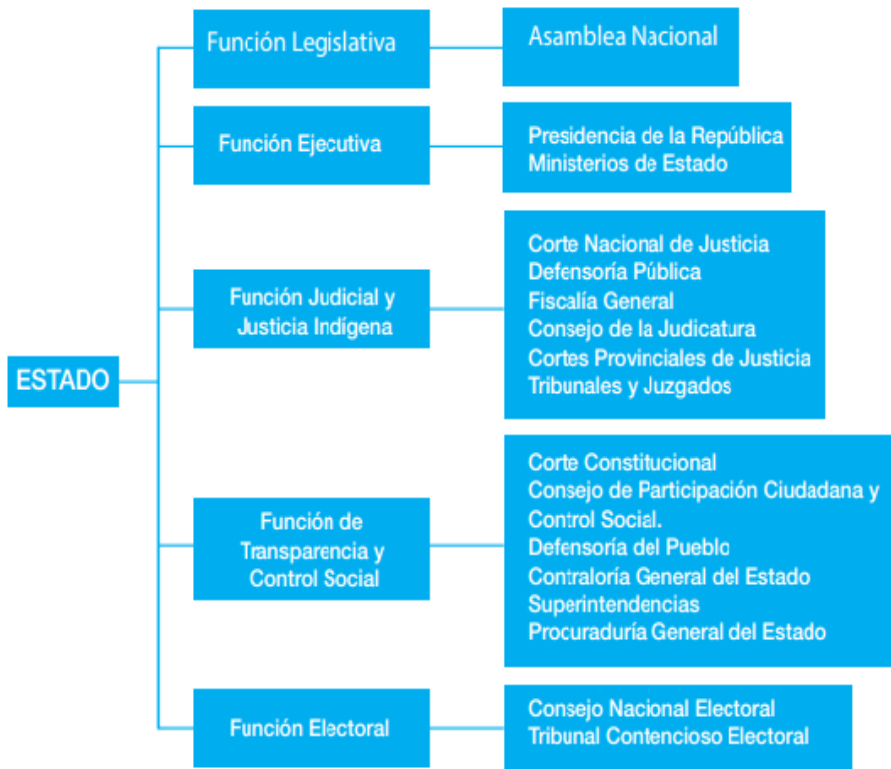 Función Legislativa
Asamblea Nacional
Función Ejecutiva
Presidencia de la República
Ministerios de Estado
Función Judicial y
Justicia Indígena
Corte Nacional de Justicia
Defensoría Pública
Fiscalía General
Consejo de la Judicatura
Cortes Provinciales de Justicia
Tribunales y Juzgados
ESTADO
Función de
Transparencia y
Control Social
Corte Constitucional
Consejo de Participación Ciudadana y
Control Social.
Defensoría del Pueblo
Contraloría General del Estado
Superintendencias
Procuraduría General del Estado
Función Electoral
Consejo Nacional Electoral
Tribunal Contencioso Electoral